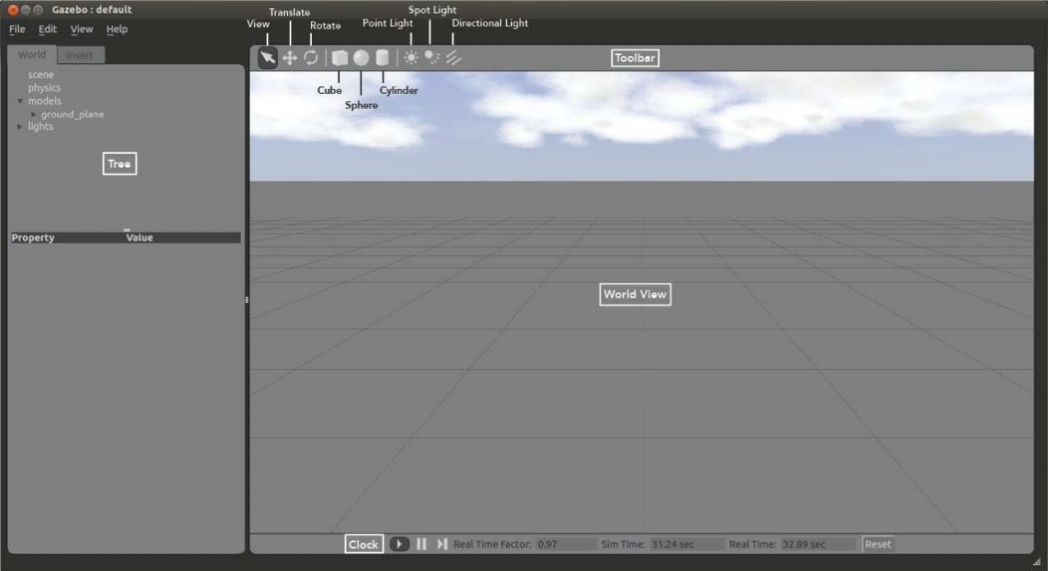 Gazebo : default
File Edit View Help
View
Translate
Rotate
Point Light
Spot Light
Directional Light
World Insert
Toolbar
Cube
Sphere
Cylinder
scene
physics
models
ground_plane
lights
Tree
Property Value
World View
Clock Real Time Factor: 0.97 Sim Time: 31.24 sec Real Time: 32.89 sec Reset